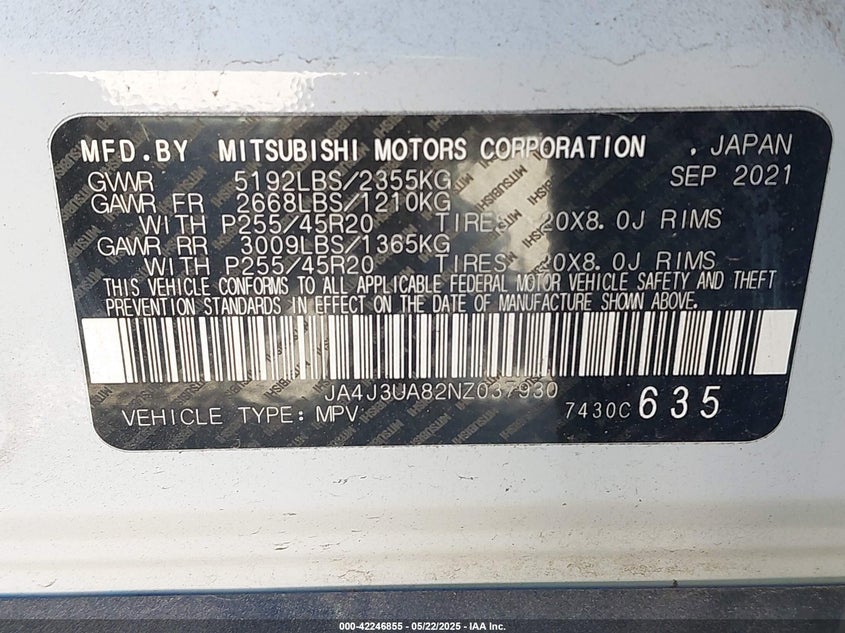 MFD.BY MITSUBISHI MOTORS CORPORATION , JAPAN
GVWR 5192LBS/2355KG SEP 2021
GAWR FR 2668LBS/1210KG
WITH P255/45R20 TIRES 20X8.0J RIMS
GAWR RR 3009LBS/1365KG
WITH P255/45R20 TIRES 20X8.0J RIMS
THIS VEHICLE CONFORMS TO ALL APPLICABLE FEDERAL MOTOR VEHICLE SAFETY AND THEFT
PREVENTION STANDARDS IN EFFECT ON THE DATE OF MANUFACTURE SHOWN ABOVE.
JA4J3UA82NZ037930
VEHICLE TYPE: MPV 7430C 635
000-42246855 - 05/22/2025 - IAA Inc.